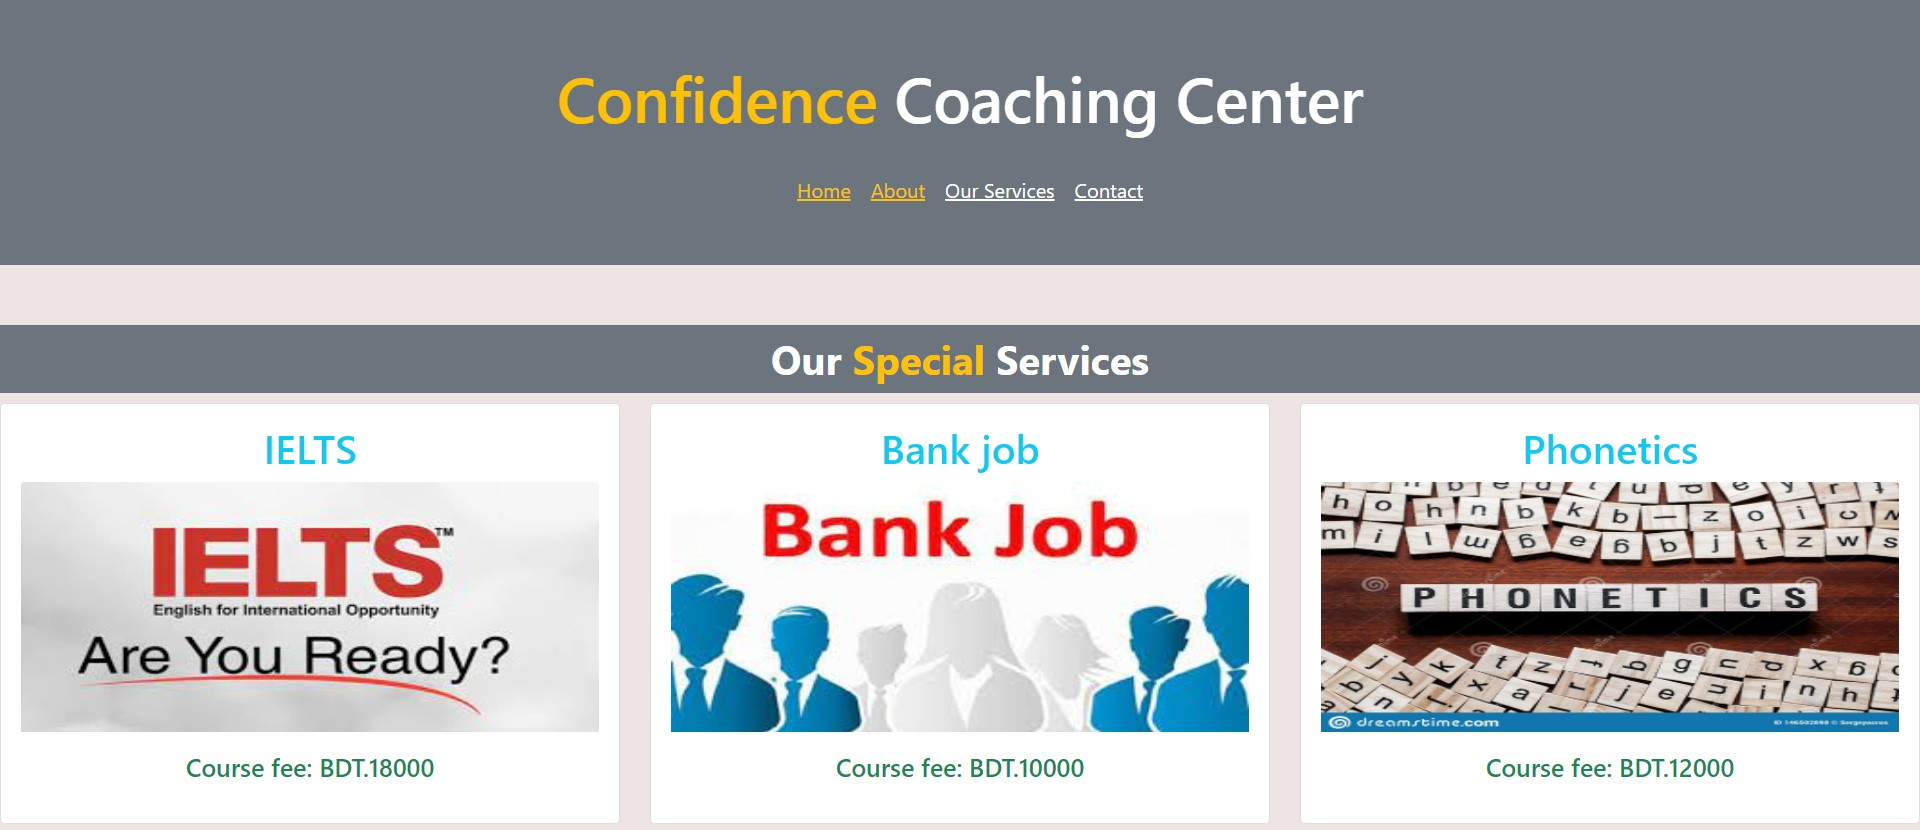 Confidence Coaching Center
Home About Our Services Contact
Our Special Services
IELTS
IELTS™
English for International Opportunity
Are You Ready?
Course fee: BDT.18000
Bank job
Bank Job
Course fee: BDT.10000
Phonetics
h o h n b k b – z o i
m i l
b j t z w s
PHONETICS
dreamstime.com
Course fee: BDT.12000